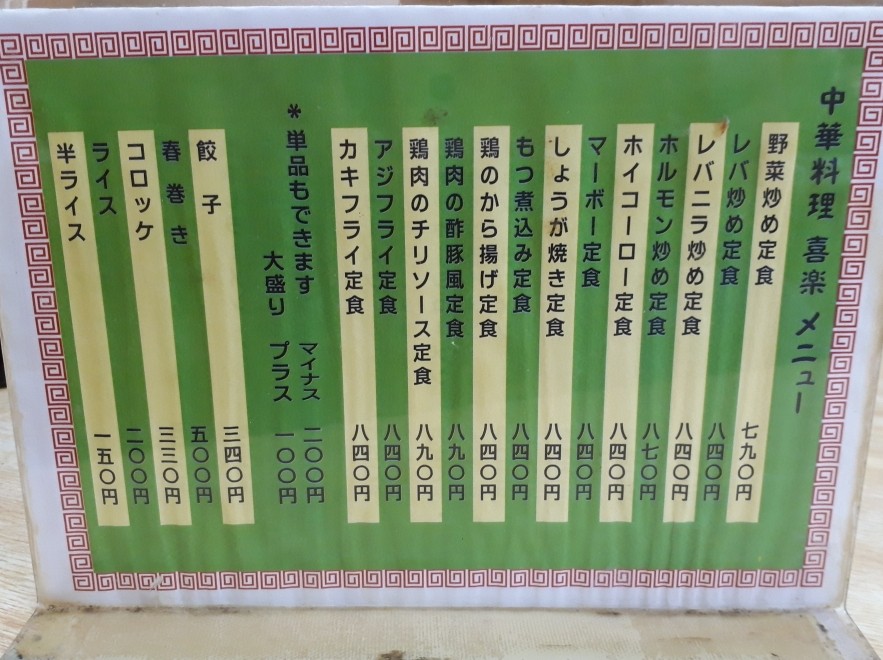 中華料理 喜楽 メニュー
野菜炒め定食 七九〇円
レバ炒め定食 八四〇円
レバニラ炒め定食 八四〇円
ホルモン炒め定食 八七〇円
ホイコーロー定食 八四〇円
マーボー定食 八四〇円
しょうが焼き定食 八四〇円
もつ煮込み定食 八四〇円
鶏のから揚げ定食 八四〇円
鶏肉の酢豚風定食 八九〇円
鶏肉のチリソース定食 八九〇円
アジフライ定食 八四〇円
カキフライ定食 八四〇円
*単品もできます マイナス 二〇〇円
大盛り プラス 一〇〇円
餃子 三四〇円
春巻き 五〇〇円
コロッケ 三三〇円
ライス 二〇〇円
半ライス 一五〇円